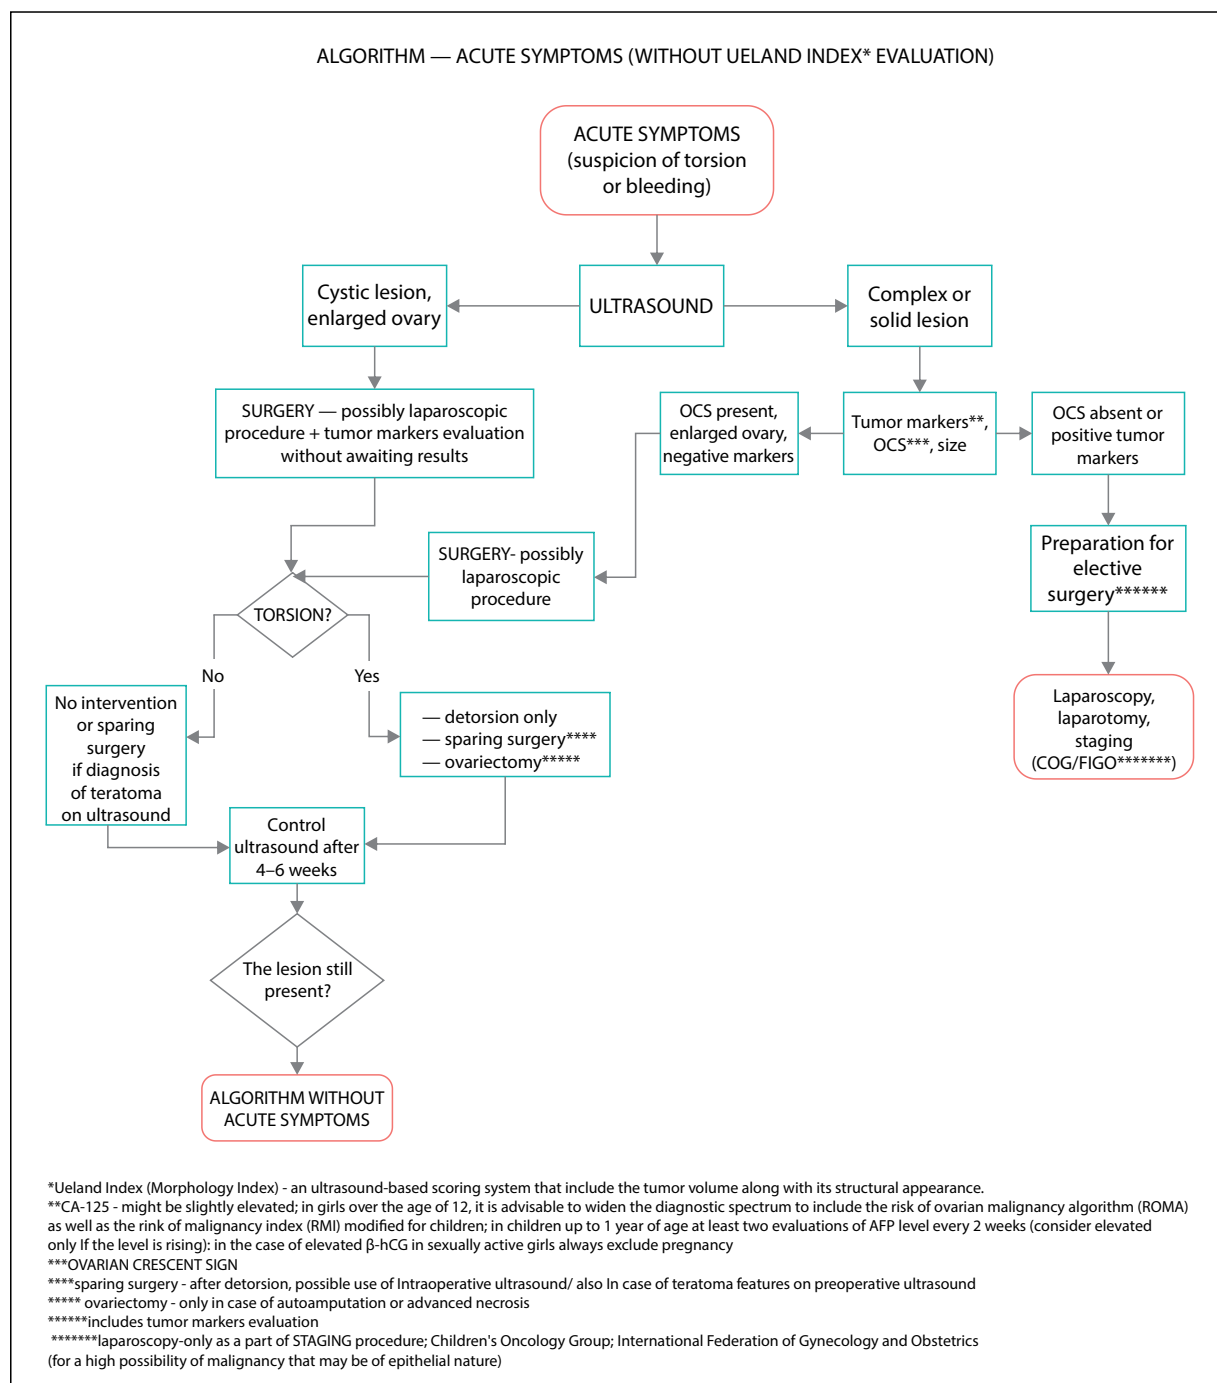 ALGORITHM — ACUTE SYMPTOMS (WITHOUT UELAND INDEX* EVALUATION)
ACUTE SYMPTOMS
(suspicion of torsion
or bleeding)
Cystic lesion,
enlarged ovary
ULTRASOUND
Complex or
solid lesion
SURGERY — possibly laparoscopic
procedure + tumor markers evaluation
without awaiting results
OCS present,
enlarged ovary,
negative markers
Tumor markers**,
OCS***, size
OCS absent or
positive tumor
markers
SURGERY- possibly
laparoscopic
procedure
Preparation for
elective
surgery******
TORSION?
No
Yes
No intervention
or sparing
surgery
if diagnosis
of teratoma
on ultrasound
— detorsion only
— sparing surgery****
— ovariectomy*****
Laparoscopy,
laparotomy,
staging
(COG/FIGO*******)
Control
ultrasound after
4–6 weeks
The lesion still
present?
ALGORITHM WITHOUT
ACUTE SYMPTOMS
*Ueland Index (Morphology Index) - an ultrasound-based scoring system that include the tumor volume along with its structural appearance.
**CA-125 - might be slightly elevated; in girls over the age of 12, it is advisable to widen the diagnostic spectrum to include the risk of ovarian malignancy algorithm (ROMA)
as well as the rink of malignancy index (RMI) modified for children; in children up to 1 year of age at least two evaluations of AFP level every 2 weeks (consider elevated
only If the level is rising): in the case of elevated β-hCG in sexually active girls always exclude pregnancy
***OVARIAN CRESCENT SIGN
****sparing surgery - after detorsion, possible use of Intraoperative ultrasound/ also In case of teratoma features on preoperative ultrasound
***** ovariectomy - only in case of autoamputation or advanced necrosis
******includes tumor markers evaluation
*******laparoscopy-only as a part of STAGING procedure; Children's Oncology Group; International Federation of Gynecology and Obstetrics
(for a high possibility of malignancy that may be of epithelial nature)